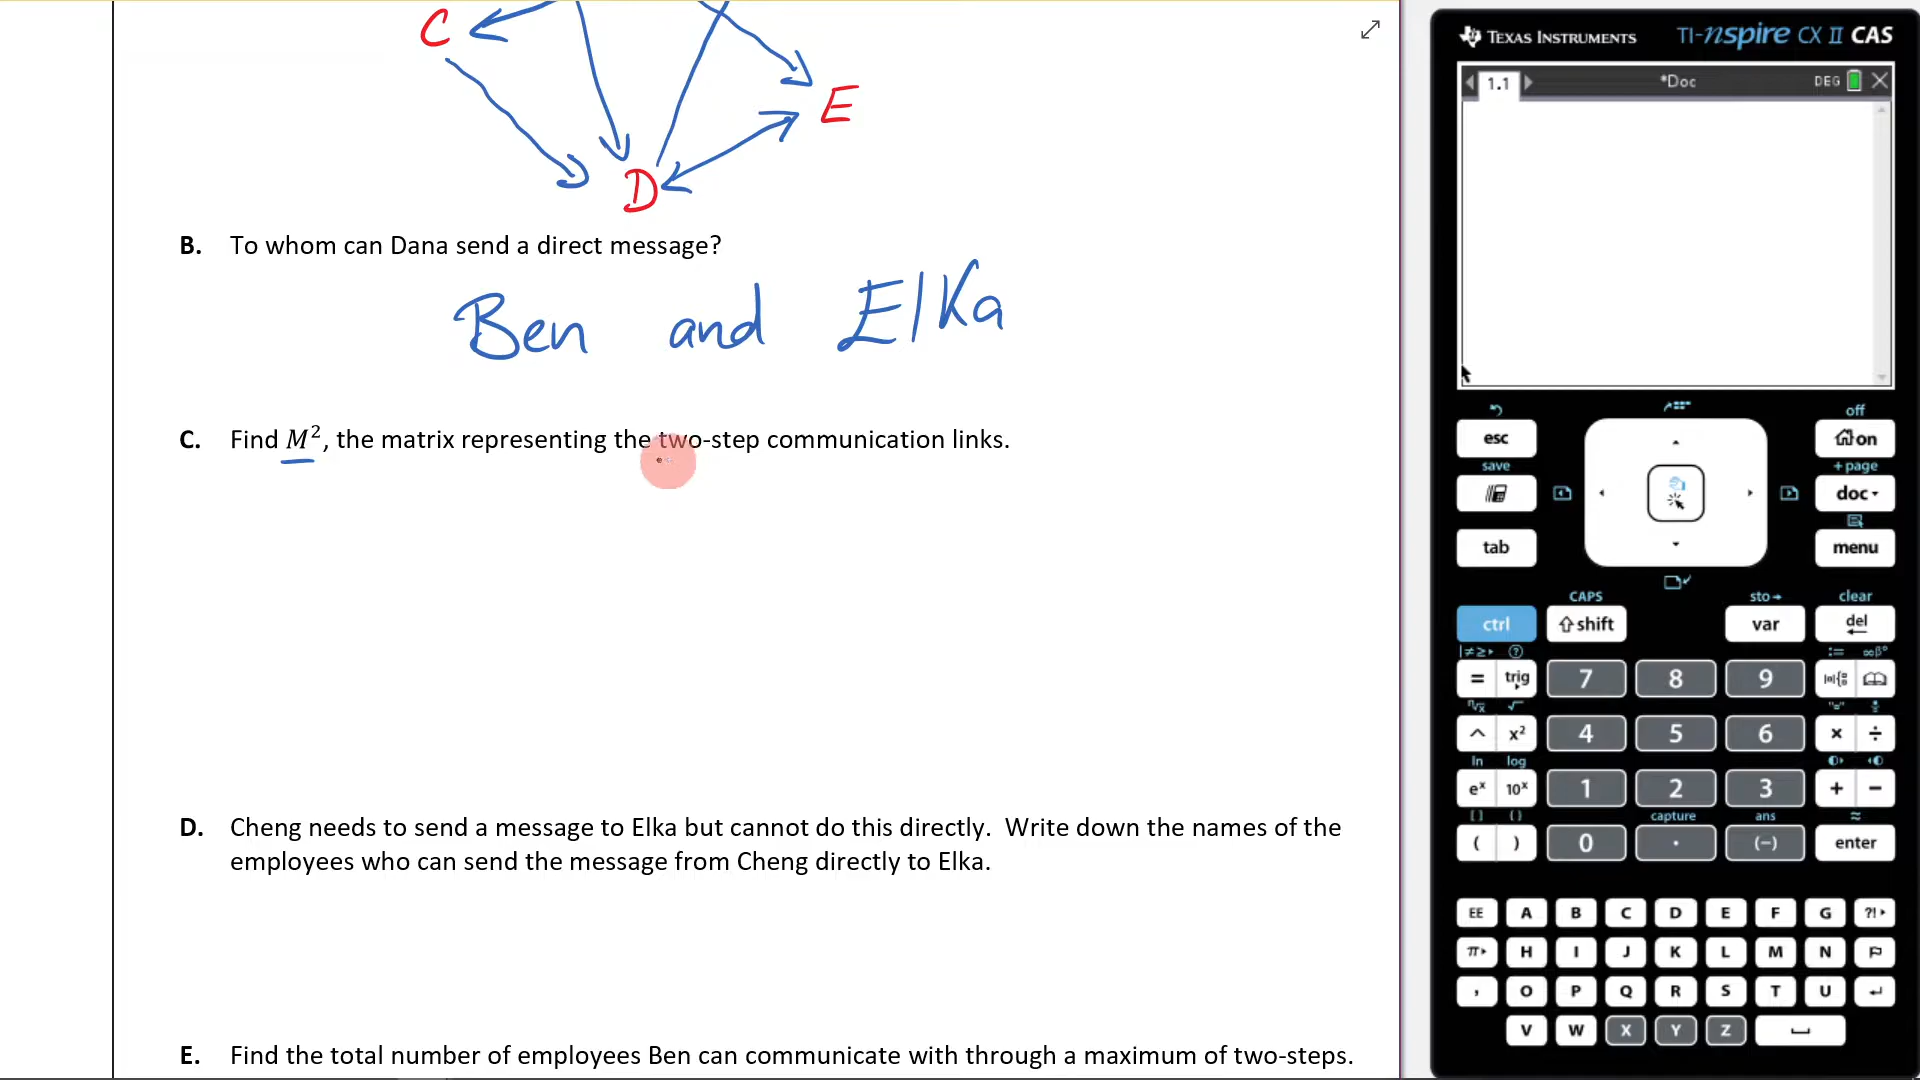 C
E
D
B. To whom can Dana send a direct message?
Ben and Elka
C. Find M², the matrix representing the two-step communication links.
D. Cheng needs to send a message to Elka but cannot do this directly. Write down the names of the
employees who can send the message from Cheng directly to Elka.
E. Find the total number of employees Ben can communicate with through a maximum of two-steps.
TEXAS INSTRUMENTS TI-nspire CX II CAS
1.1 *Doc DEG
off
esc on
save + page
doc
tab menu
CAPS sto→ clear
ctrl shift var del
|≠≥▸ ? := ∞β°
= trig 7 8 9 |□|{
ⁿ√x √ "="
^ x² 4 5 6 × ÷
ln log
eˣ 10ˣ 1 2 3 + −
[ ] { } capture ans ≈
( ) 0 . (−) enter
EE A B C D E F G ?!▸
π▸ H I J K L M N
, O P Q R S T U ↵
V W X Y Z